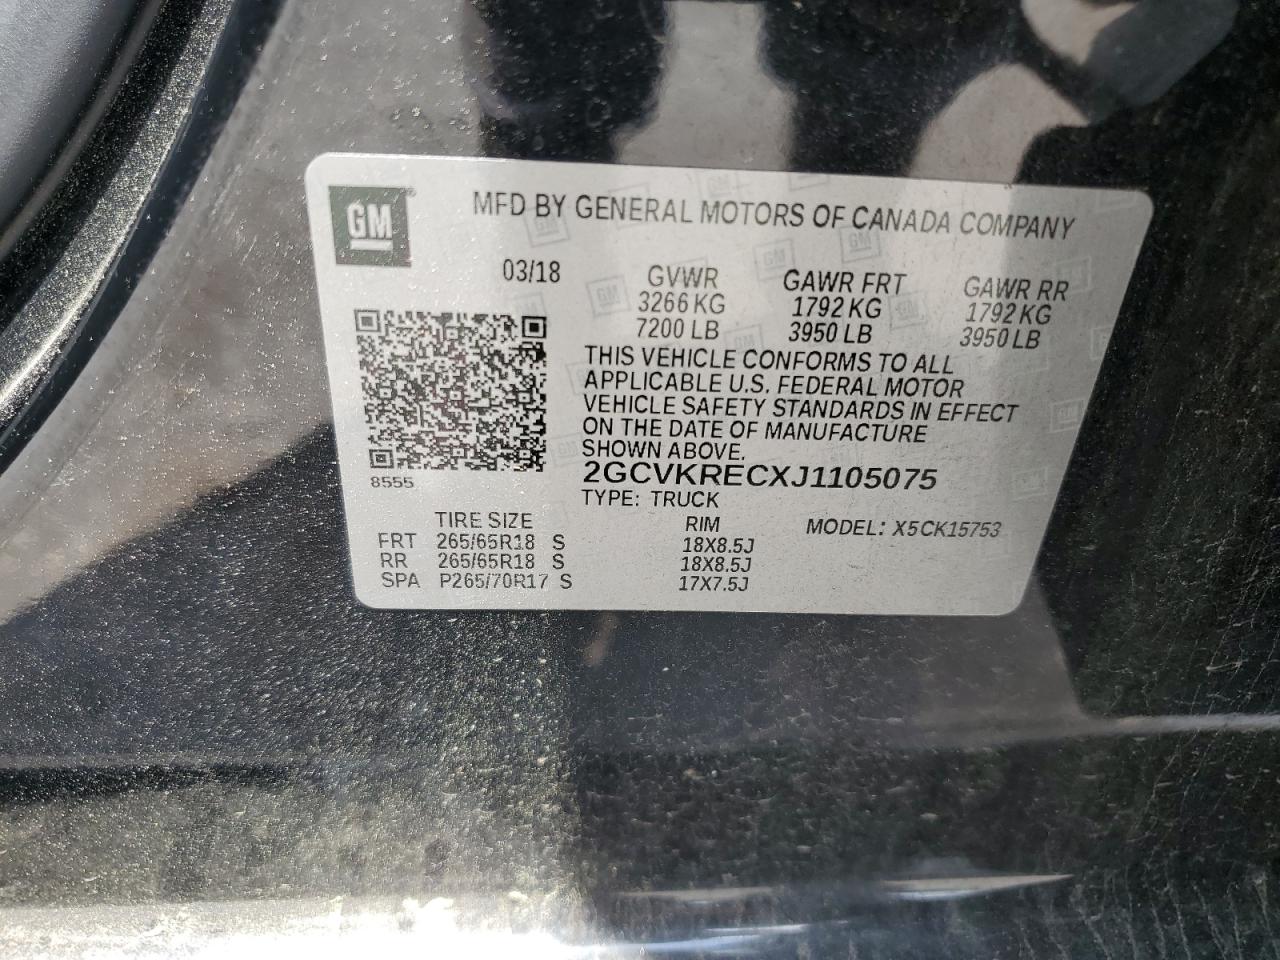 GM
MFD BY GENERAL MOTORS OF CANADA COMPANY
03/18 GVWR GAWR FRT GAWR RR
3266 KG 1792 KG 1792 KG
7200 LB 3950 LB 3950 LB
THIS VEHICLE CONFORMS TO ALL
APPLICABLE U.S. FEDERAL MOTOR
VEHICLE SAFETY STANDARDS IN EFFECT
ON THE DATE OF MANUFACTURE
SHOWN ABOVE.
8555
2GCVKRECXJ1105075
TYPE: TRUCK
TIRE SIZE RIM MODEL: X5CK15753
FRT 265/65R18 S 18X8.5J
RR 265/65R18 S 18X8.5J
SPA P265/70R17 S 17X7.5J